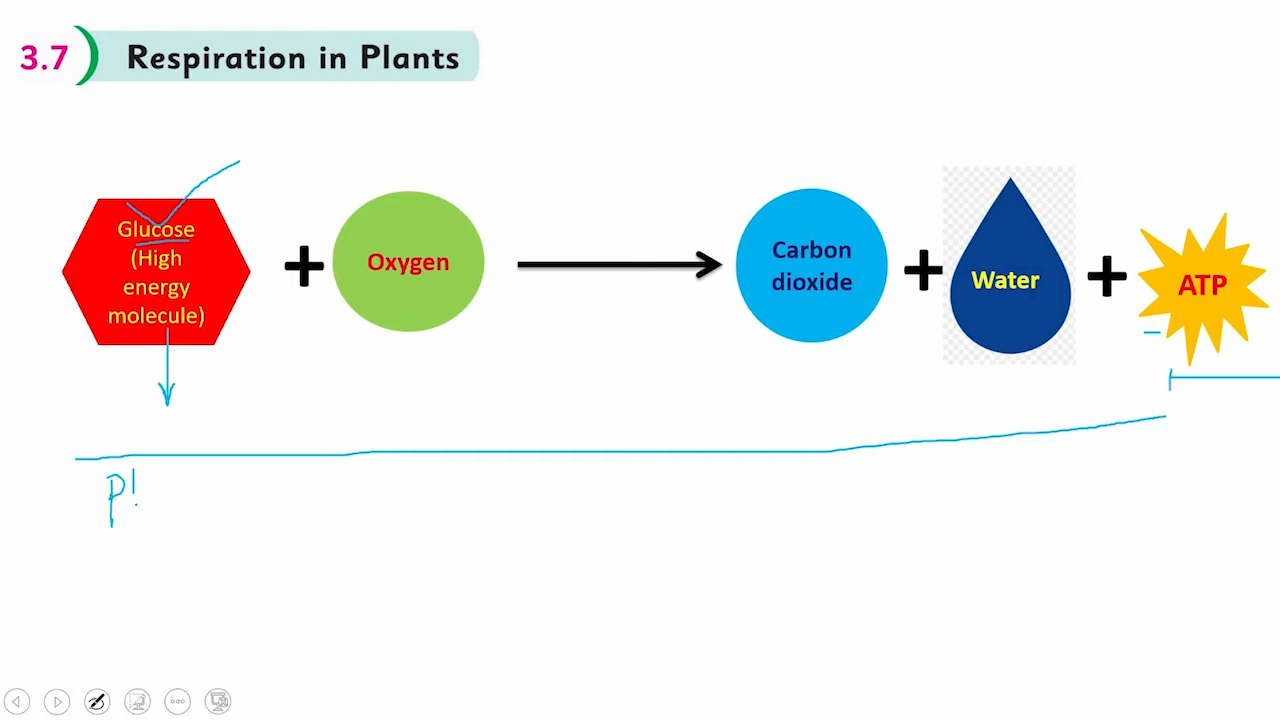 3.7 Respiration in Plants
Glucose
(High
energy
molecule)
+
Oxygen
Carbon
dioxide
+
Water
+
ATP